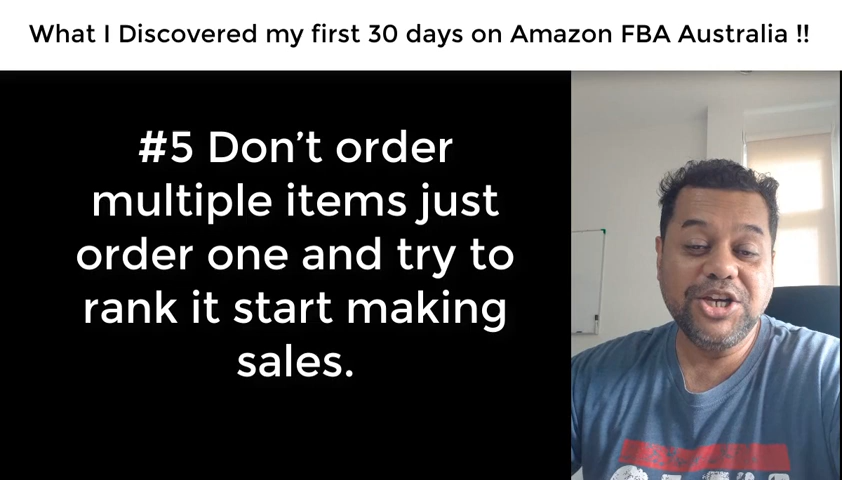 What I Discovered my first 30 days on Amazon FBA Australia !!
#5 Don’t order
multiple items just
order one and try to
rank it start making
sales.